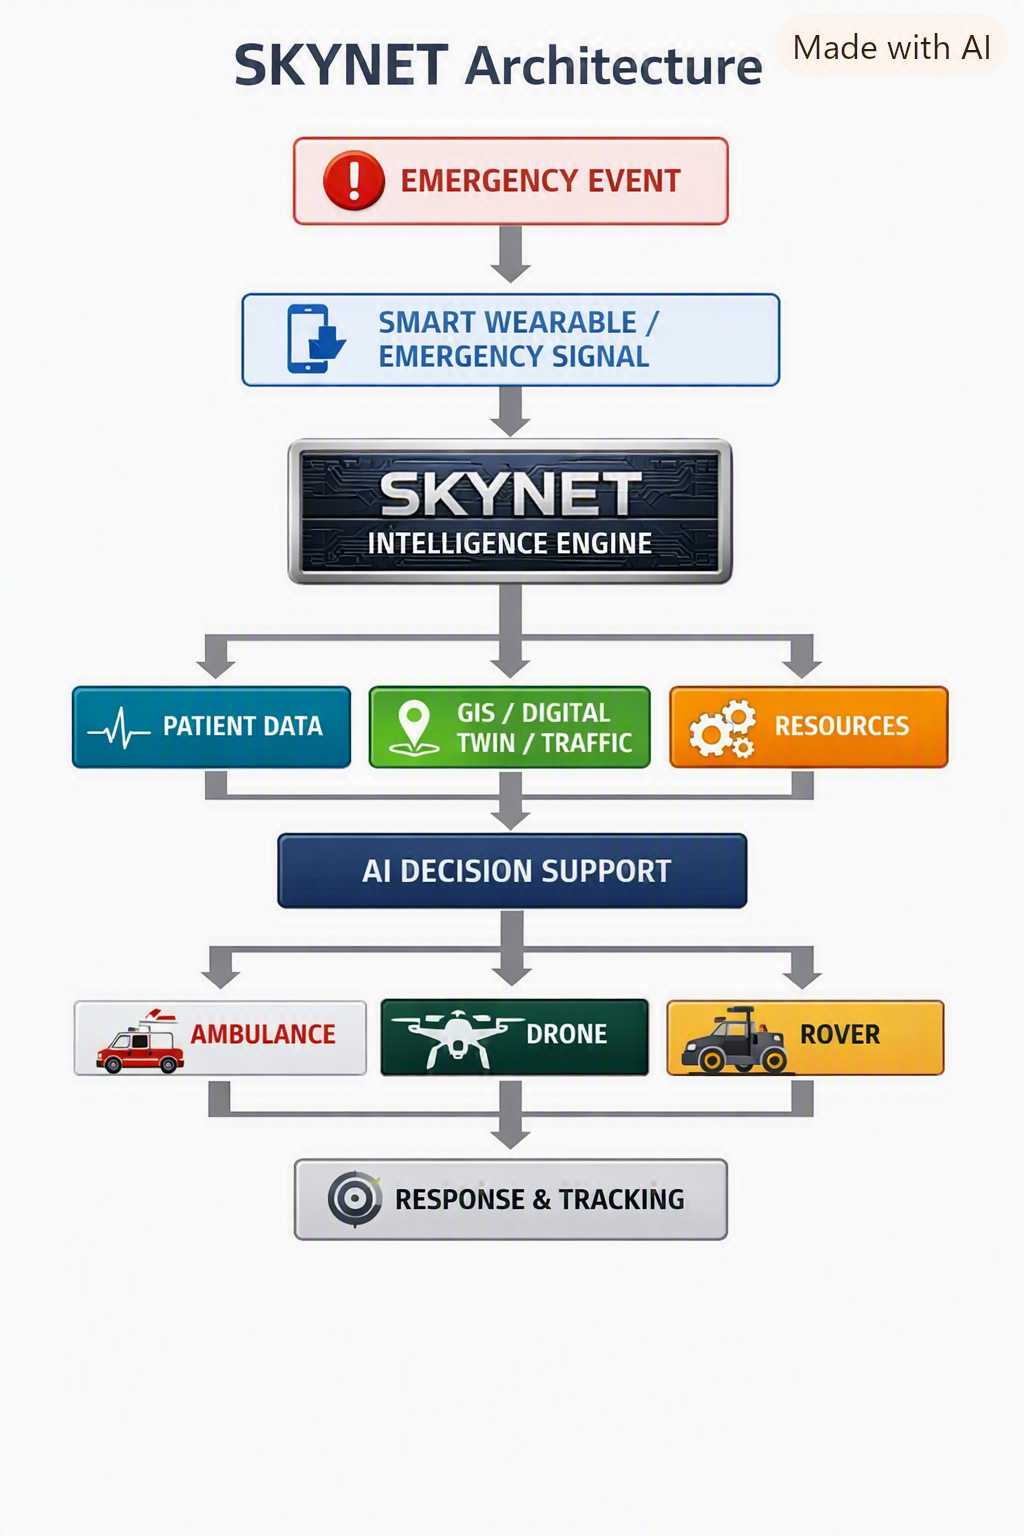 SKYNET Architecture
Made with AI
EMERGENCY EVENT
SMART WEARABLE /
EMERGENCY SIGNAL
SKYNET
INTELLIGENCE ENGINE
PATIENT DATA
GIS / DIGITAL
TWIN / TRAFFIC
RESOURCES
AI DECISION SUPPORT
AMBULANCE
DRONE
ROVER
RESPONSE & TRACKING